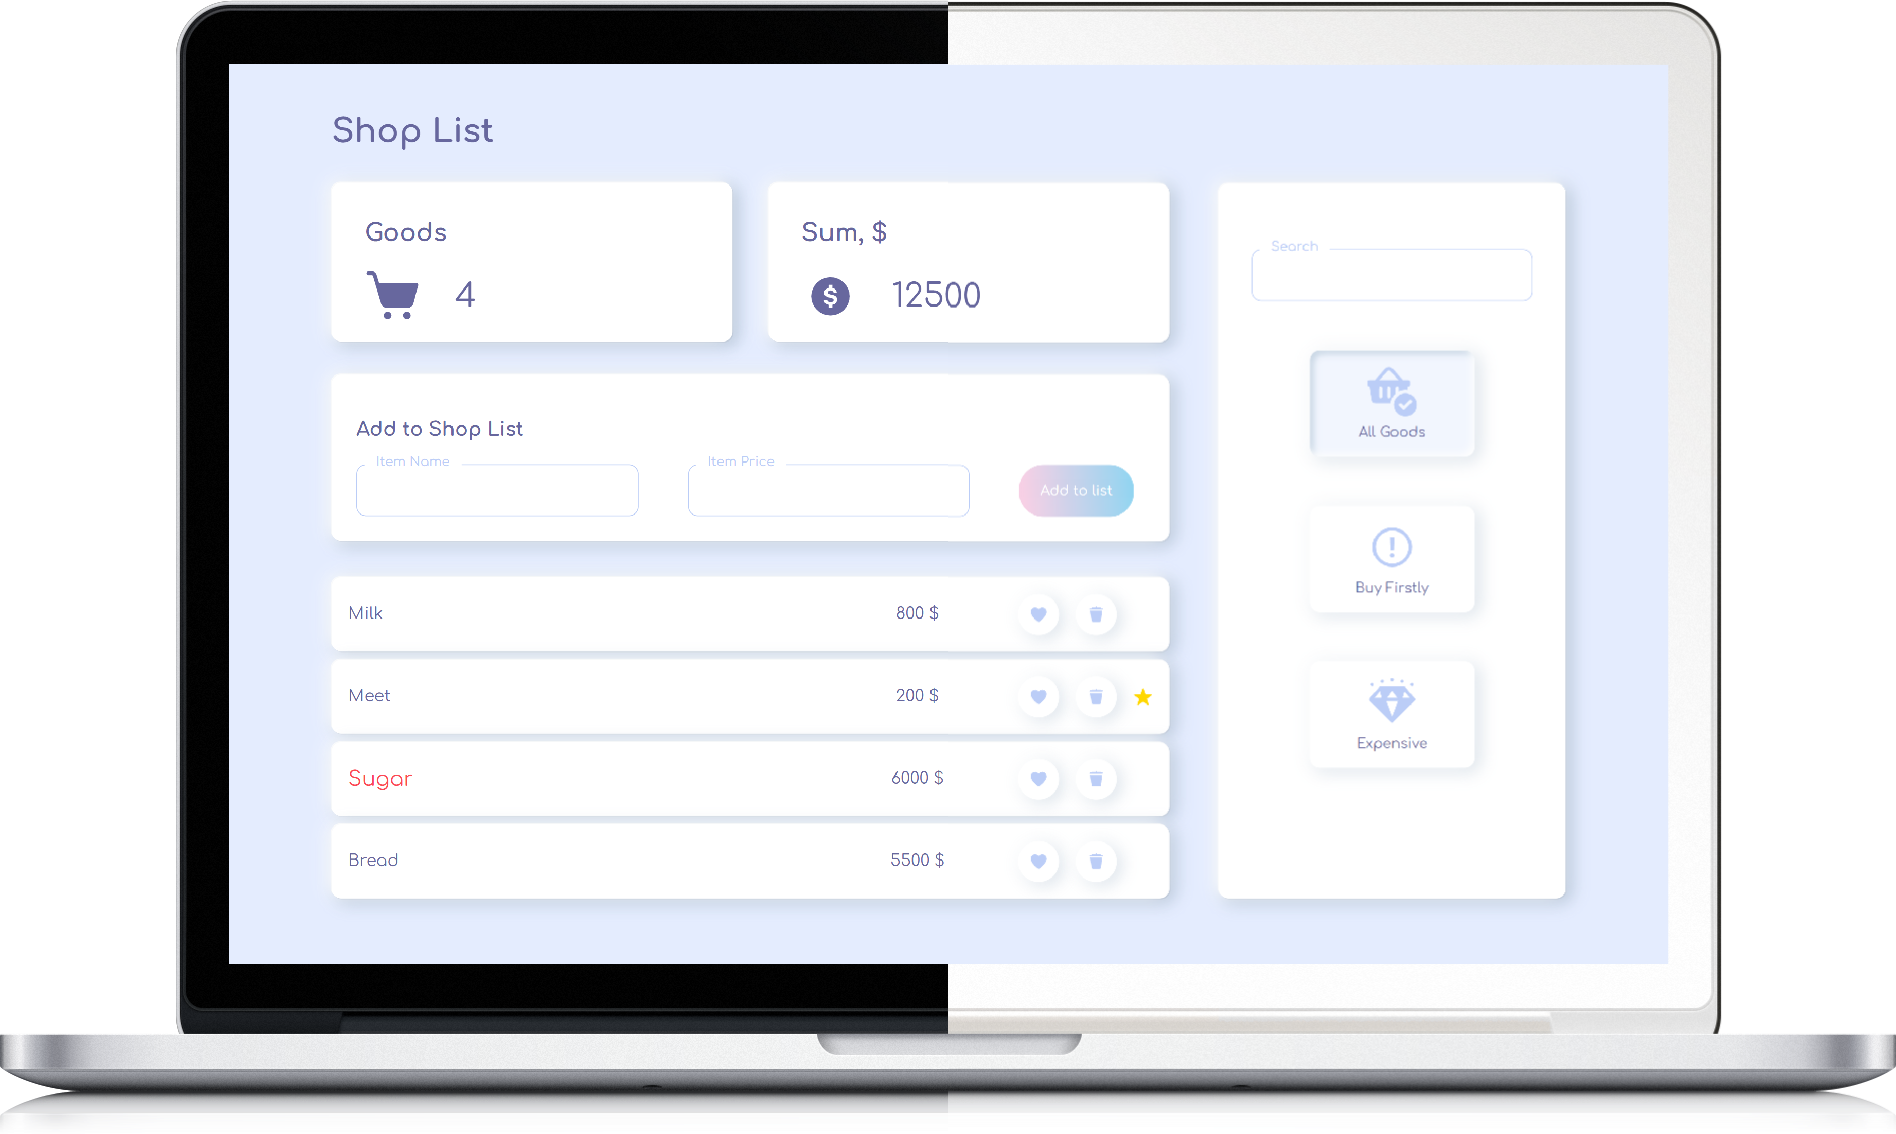 Shop List
Goods
4
Sum, $
12500
Search
All Goods
Buy Firstly
Expensive
Add to Shop List
Item Name
Item Price
Add to list
Milk 800 $
Meet 200 $
Sugar 6000 $
Bread 5500 $